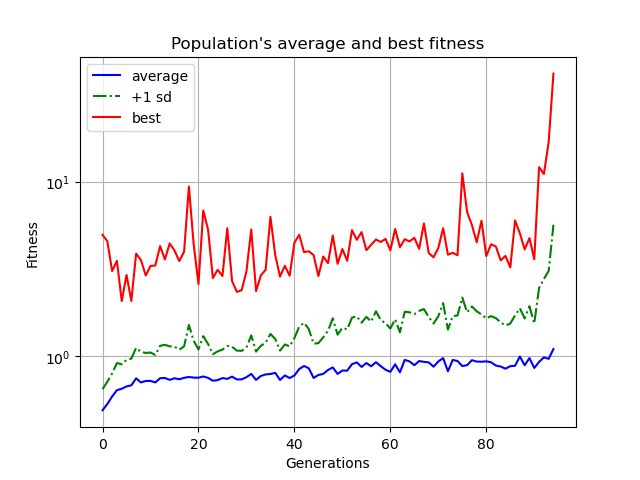 Population's average and best fitness
average
+1 sd
best
Fitness
10¹
10⁰
0 20 40 60 80
Generations